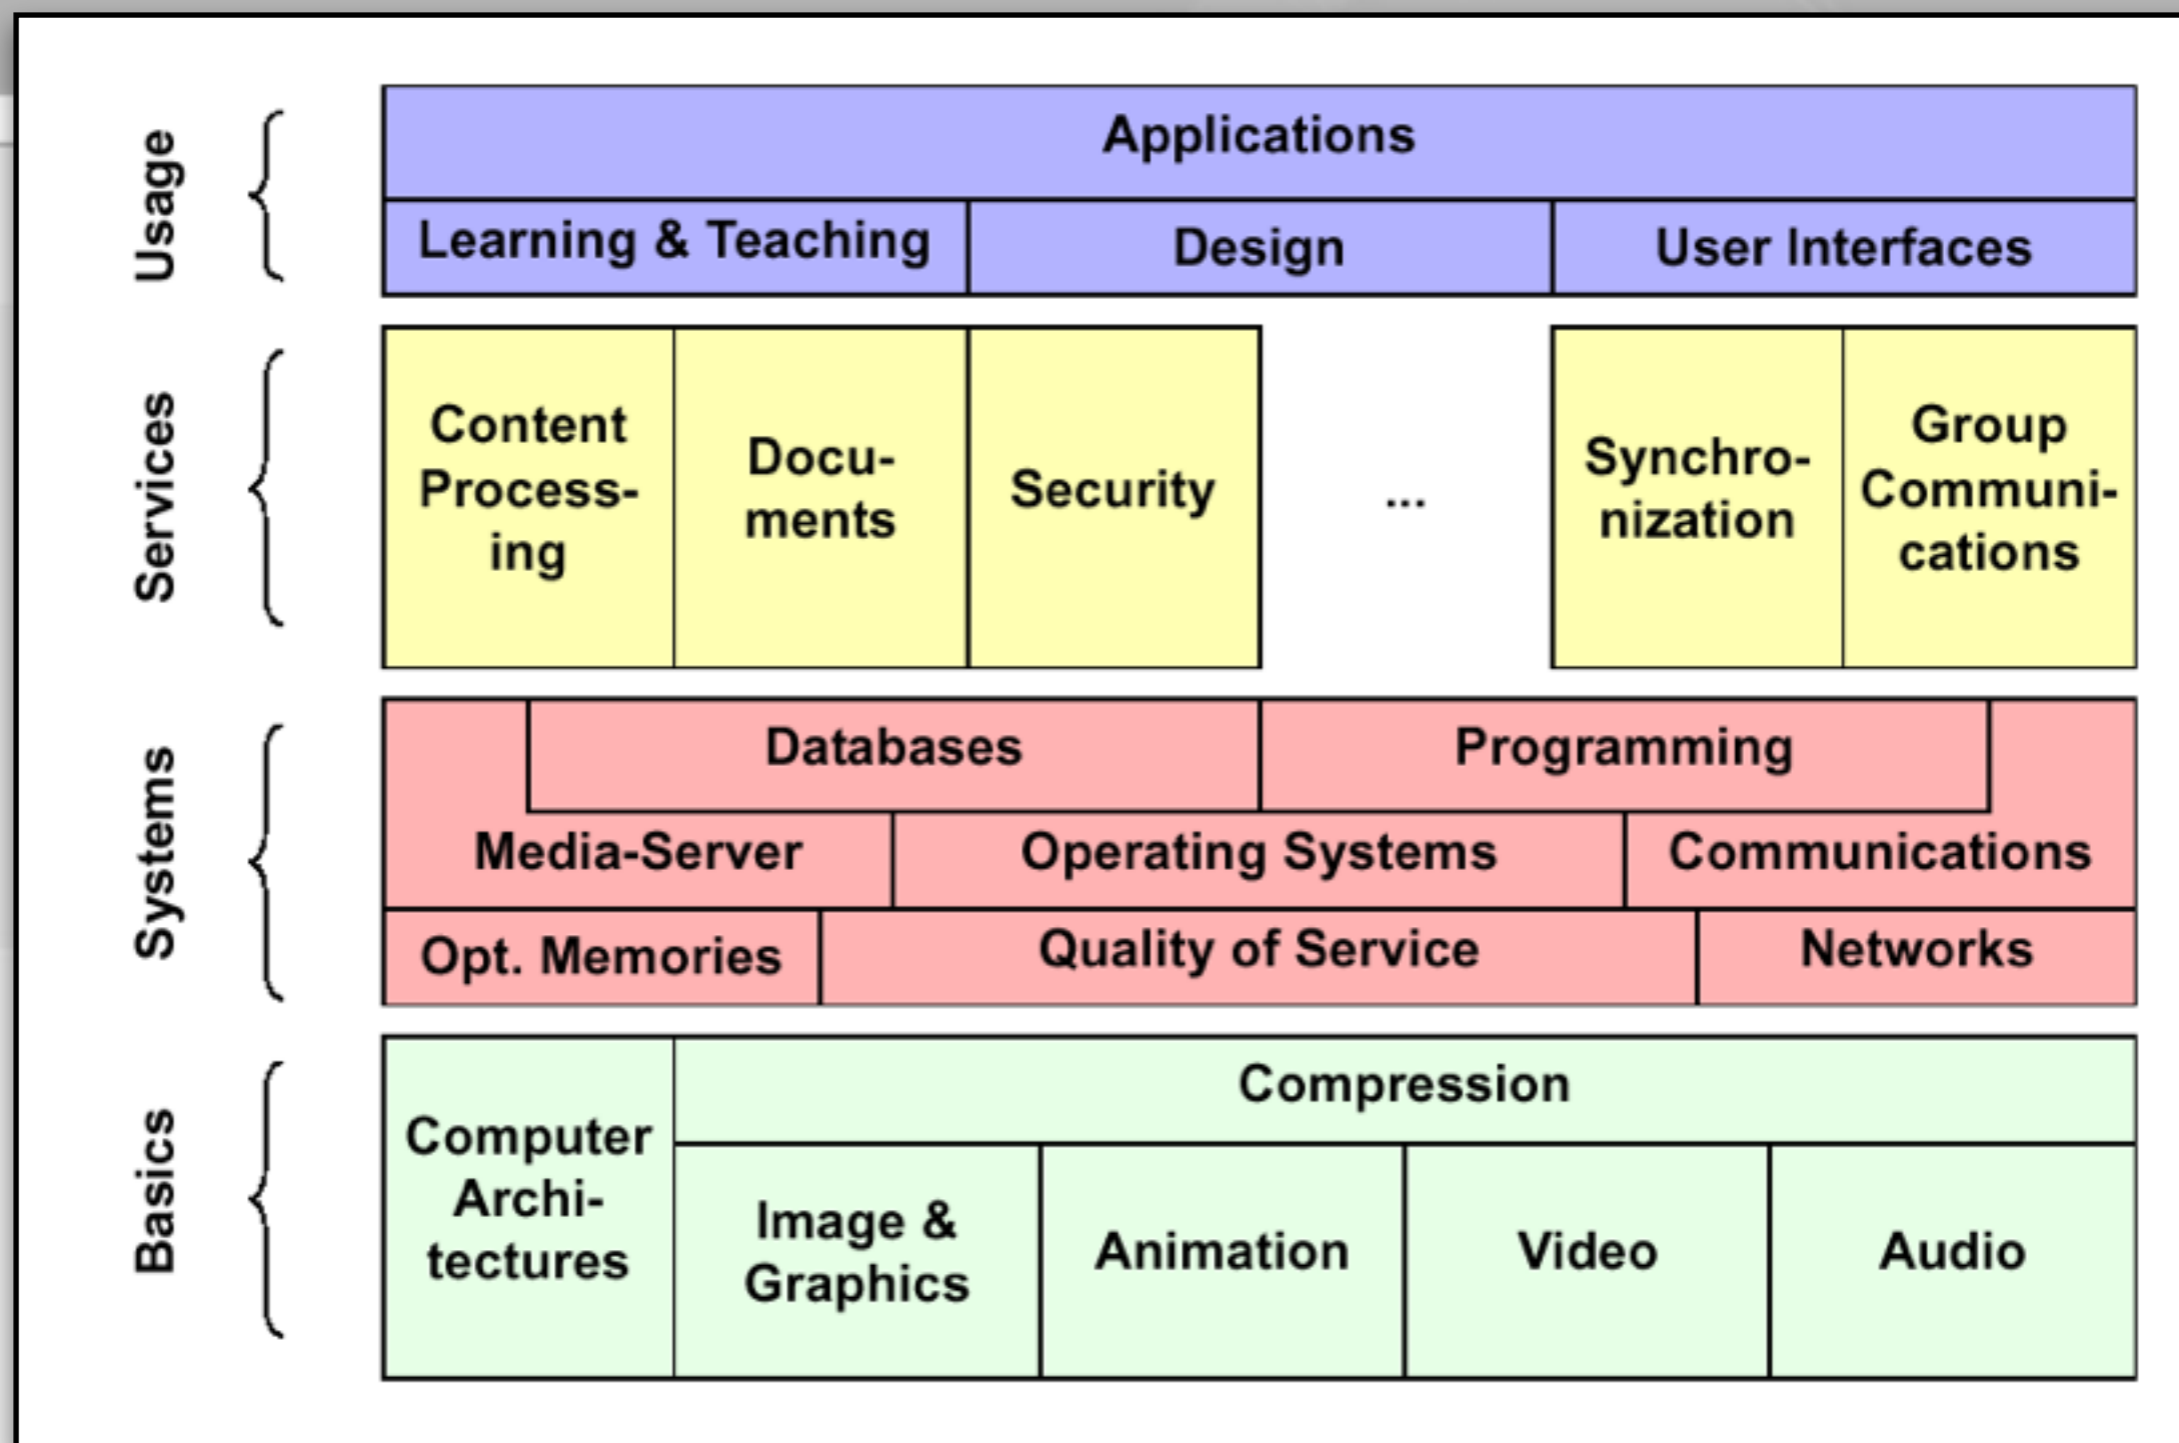 Usage
Applications
Learning & Teaching
Design
User Interfaces
Services
Content
Process-
ing
Docu-
ments
Security
...
Synchro-
nization
Group
Communi-
cations
Systems
Databases
Programming
Media-Server
Operating Systems
Communications
Opt. Memories
Quality of Service
Networks
Basics
Computer
Archi-
tectures
Compression
Image &
Graphics
Animation
Video
Audio